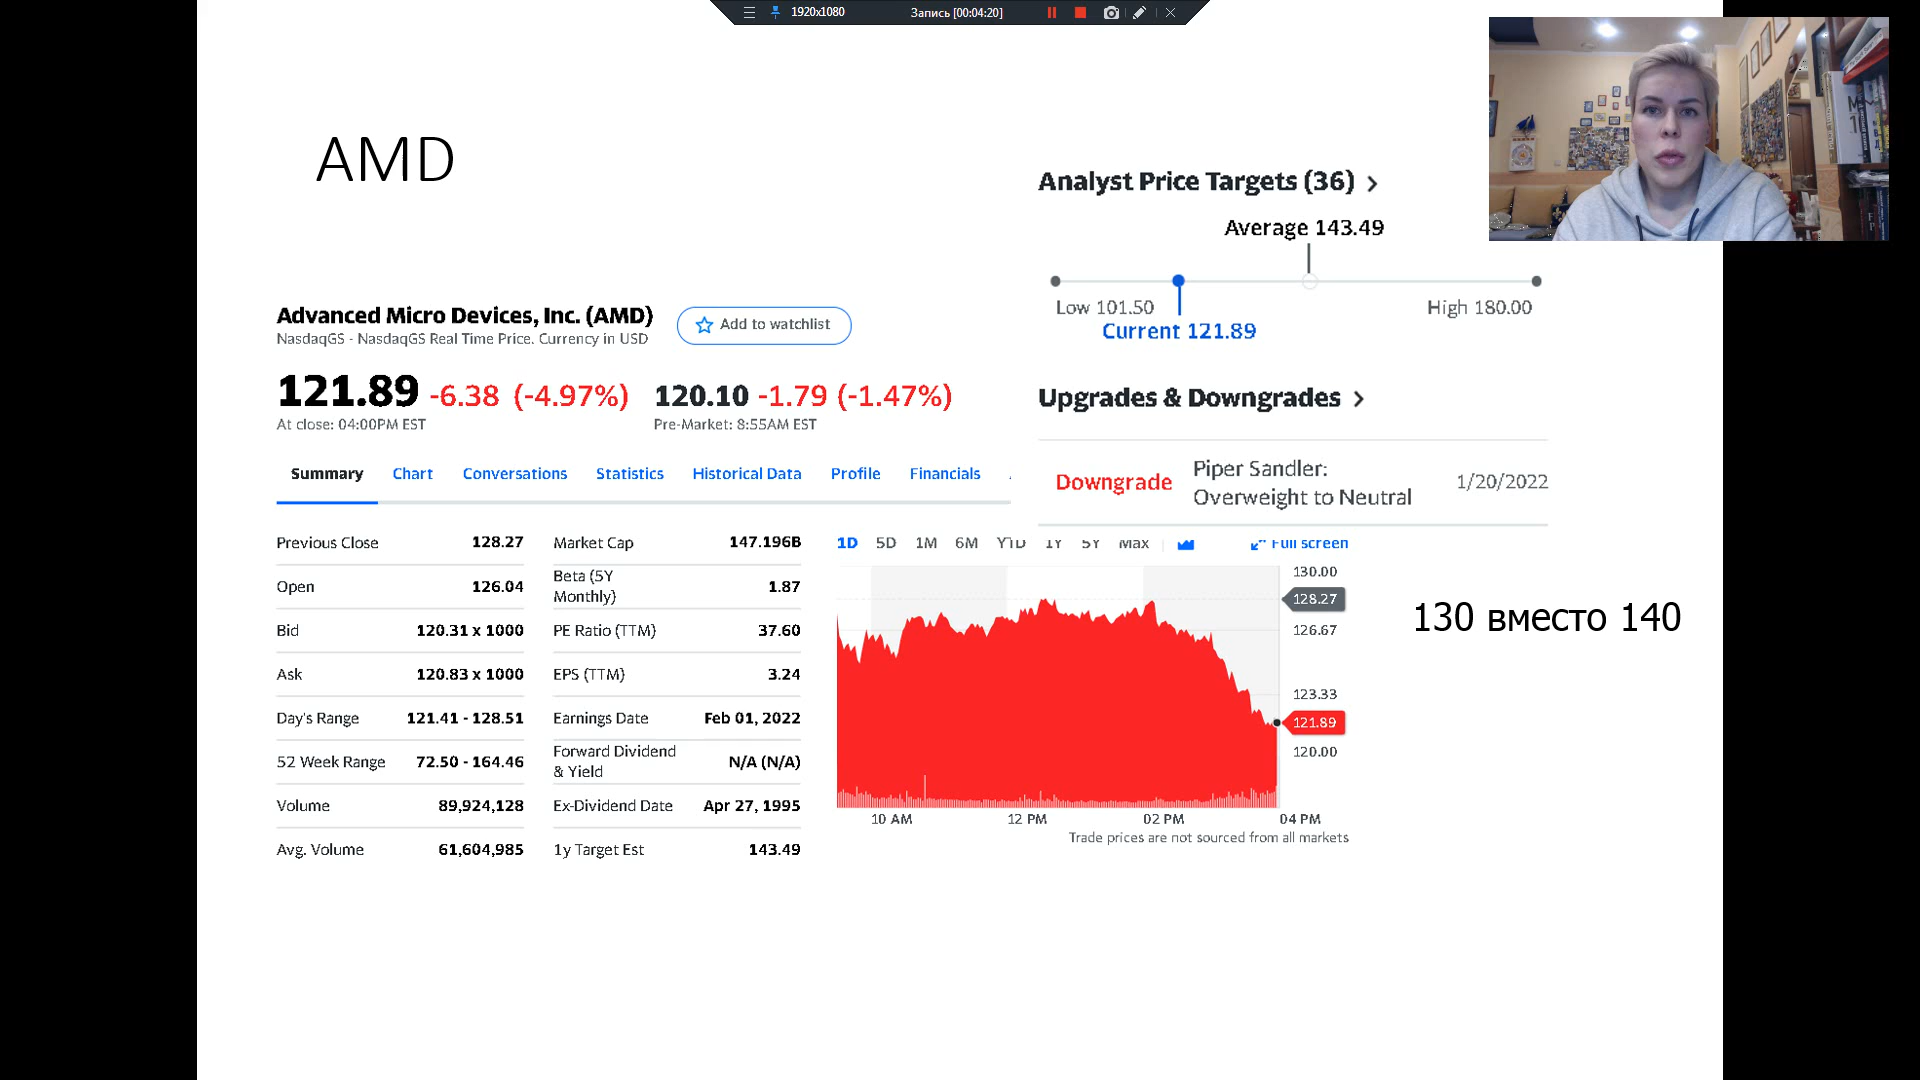 1920x1080
Запись [00:04:20]
AMD
Analyst Price Targets (36)
Average 143.49
Low 101.50
High 180.00
Current 121.89
Advanced Micro Devices, Inc. (AMD)
Add to watchlist
NasdaqGS - NasdaqGS Real Time Price. Currency in USD
121.89 -6.38 (-4.97%)
At close: 04:00PM EST
120.10 -1.79 (-1.47%)
Pre-Market: 8:55AM EST
Upgrades & Downgrades
Downgrade
Piper Sandler:
Overweight to Neutral
1/20/2022
Summary Chart Conversations Statistics Historical Data Profile Financials
Previous Close 128.27
Open 126.04
Bid 120.31 x 1000
Ask 120.83 x 1000
Day's Range 121.41 - 128.51
52 Week Range 72.50 - 164.46
Volume 89,924,128
Avg. Volume 61,604,985
Market Cap 147.196B
Beta (5Y
Monthly) 1.87
PE Ratio (TTM) 37.60
EPS (TTM) 3.24
Earnings Date Feb 01, 2022
Forward Dividend
& Yield N/A (N/A)
Ex-Dividend Date Apr 27, 1995
1y Target Est 143.49
1D 5D 1M 6M YTD 1Y 5Y Max Full screen
130.00
128.27
126.67
123.33
121.89
120.00
10 AM 12 PM 02 PM 04 PM
Trade prices are not sourced from all markets
130 вместо 140